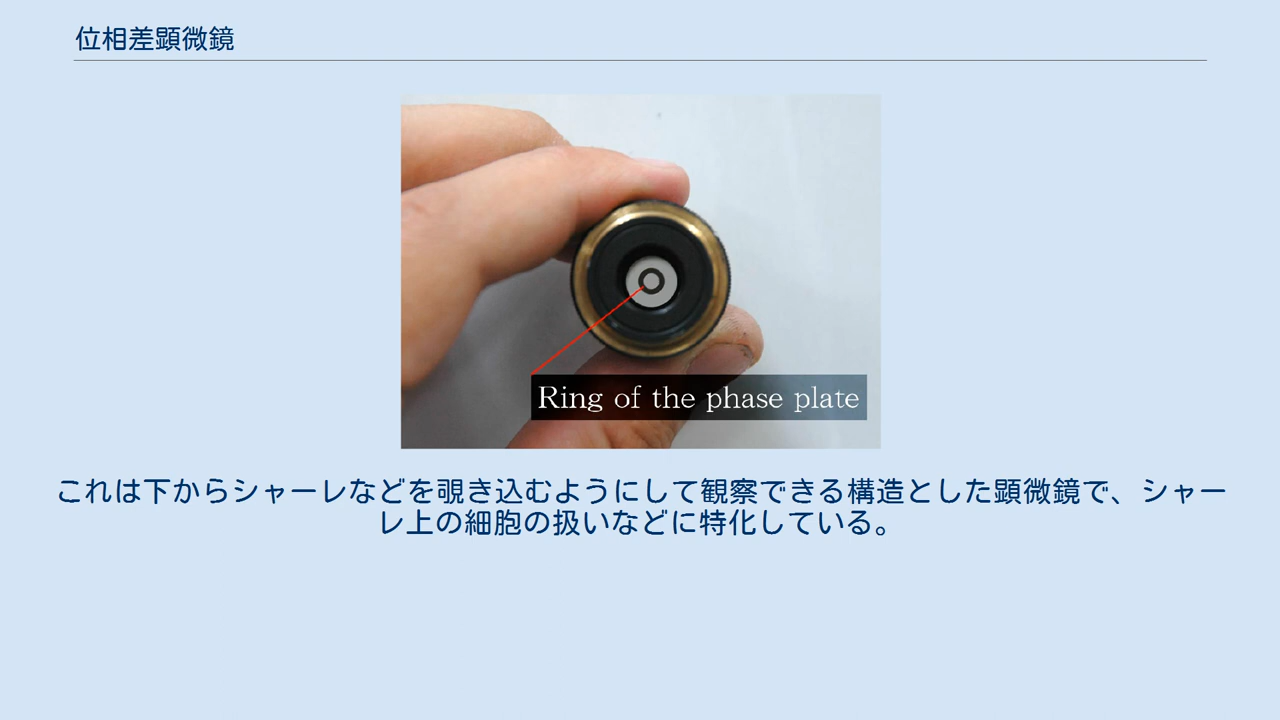 位相差顕微鏡
Ring of the phase plate
これは下からシャーレなどを覗き込むようにして観察できる構造とした顕微鏡で、シャー
レ上の細胞の扱いなどに特化している。